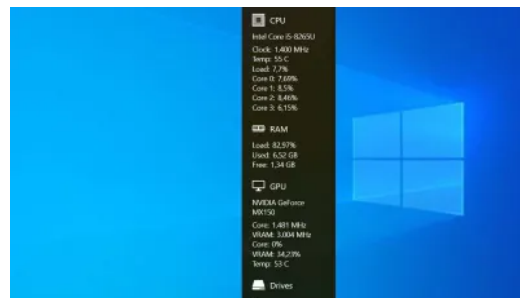 CPU
Intel Core i5-8265U
Clock: 1.400 MHz
Temp: 55 C
Load: 7,7%
Core 0: 7,69%
Core 1: 8,5%
Core 2: 8,46%
Core 3: 6,15%
RAM
Load: 82,97%
Used: 6,52 GB
Free: 1,34 GB
GPU
NVIDIA GeForce
MX150
Core: 1,481 MHz
VRAM: 3.004 MHz
Core: 0%
VRAM: 34,23%
Temp: 53 C
Drives